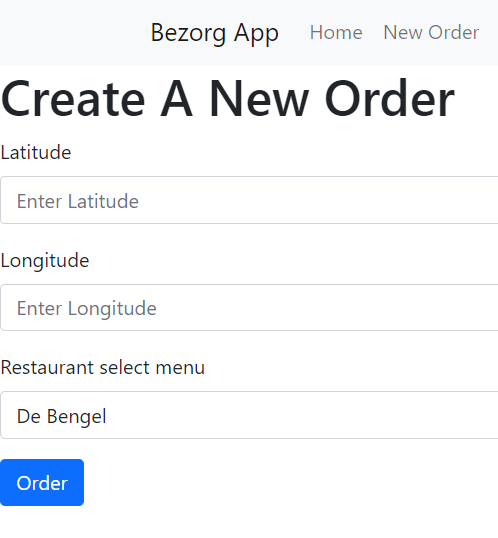 Bezorg App Home New Order
Create A New Order
Latitude
Enter Latitude
Longitude
Enter Longitude
Restaurant select menu
De Bengel
Order